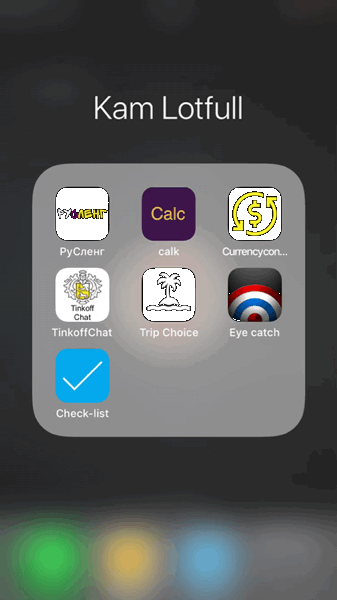 Kam Lotfull
РуСЛЕНГ
Calc
РуСленг
calk
Currencycon...
Tinkoff
Chat
TinkoffChat
Trip Choice
Eye catch
Check-list